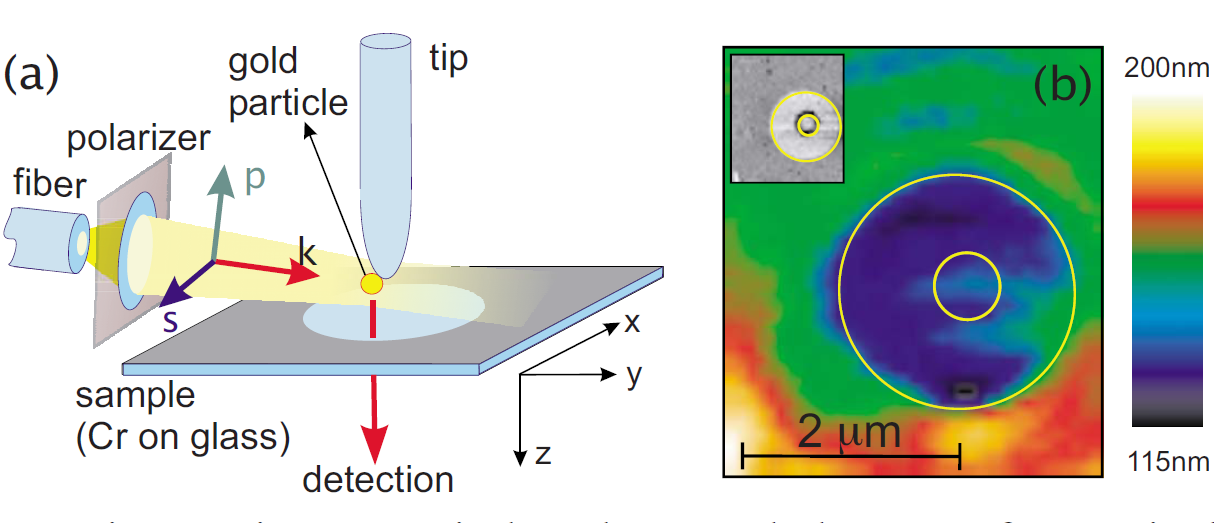 (a)
gold
particle
tip
polarizer
fiber
p
k
s
x
y
z
sample
(Cr on glass)
detection
(b)
200nm
2 μm
115nm